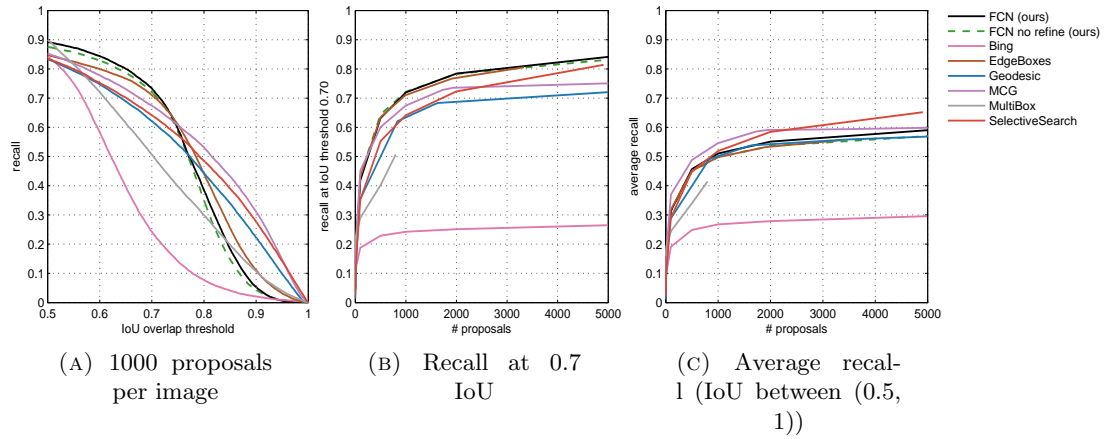 1
0.9
0.8
0.7
0.6
0.5
0.4
0.3
0.2
0.1
0
recall
0.5 0.6 0.7 0.8 0.9 1
IoU overlap threshold
(A) 1000 proposals
per image
1
0.9
0.8
0.7
0.6
0.5
0.4
0.3
0.2
0.1
0
recall at IoU threshold 0.70
0 1000 2000 3000 4000 5000
# proposals
(B) Recall at 0.7
IoU
1
0.9
0.8
0.7
0.6
0.5
0.4
0.3
0.2
0.1
0
average recall
0 1000 2000 3000 4000 5000
# proposals
(C) Average recal-
l (IoU between (0.5,
1))
FCN (ours)
FCN no refine (ours)
Bing
EdgeBoxes
Geodesic
MCG
MultiBox
SelectiveSearch